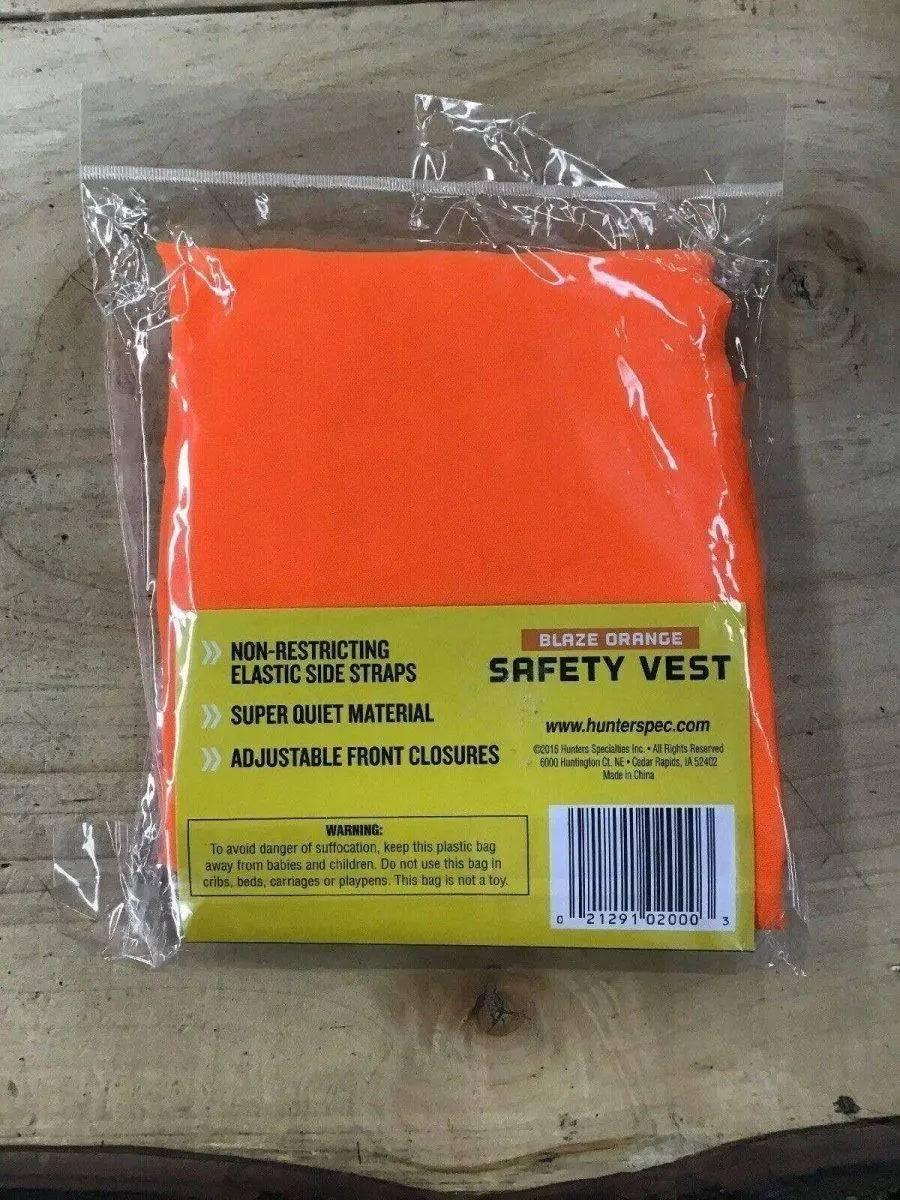 NON-RESTRICTING
ELASTIC SIDE STRAPS
SUPER QUIET MATERIAL
ADJUSTABLE FRONT CLOSURES
BLAZE ORANGE
SAFETY VEST
www.hunterspec.com
©2015 Hunters Specialties Inc. • All Rights Reserved
6000 Huntington Ct. NE • Cedar Rapids, IA 52402
Made in China
WARNING:
To avoid danger of suffocation, keep this plastic bag
away from babies and children. Do not use this bag in
cribs, beds, carriages or playpens. This bag is not a toy.
0 21291 02000 3